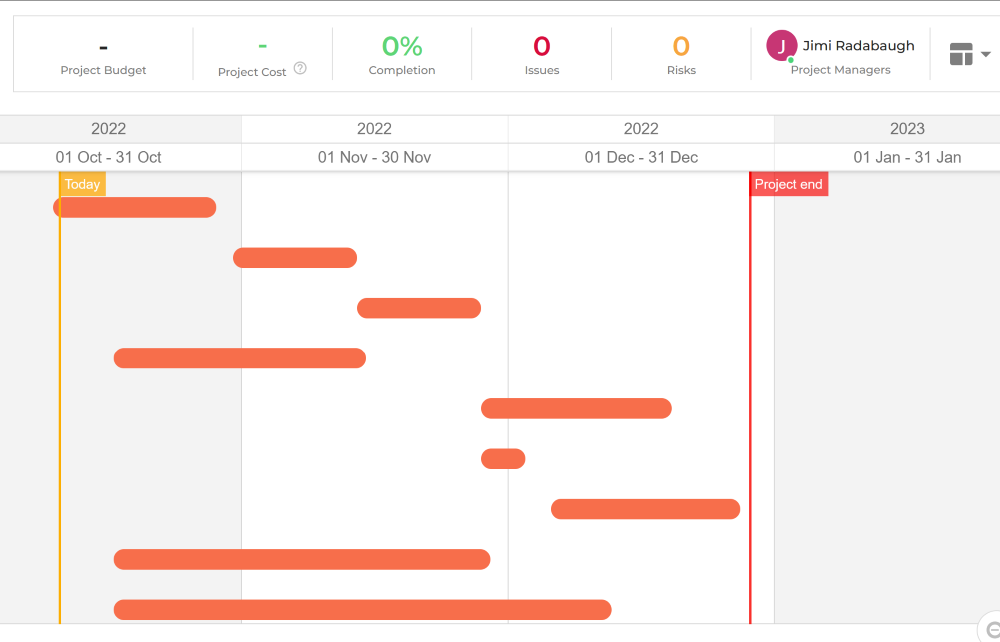 -
Project Budget
-
Project Cost ?
0%
Completion
0
Issues
0
Risks
J Jimi Radabaugh
Project Managers
2022 2022 2022 2023
01 Oct - 31 Oct 01 Nov - 30 Nov 01 Dec - 31 Dec 01 Jan - 31 Jan
Today Project end